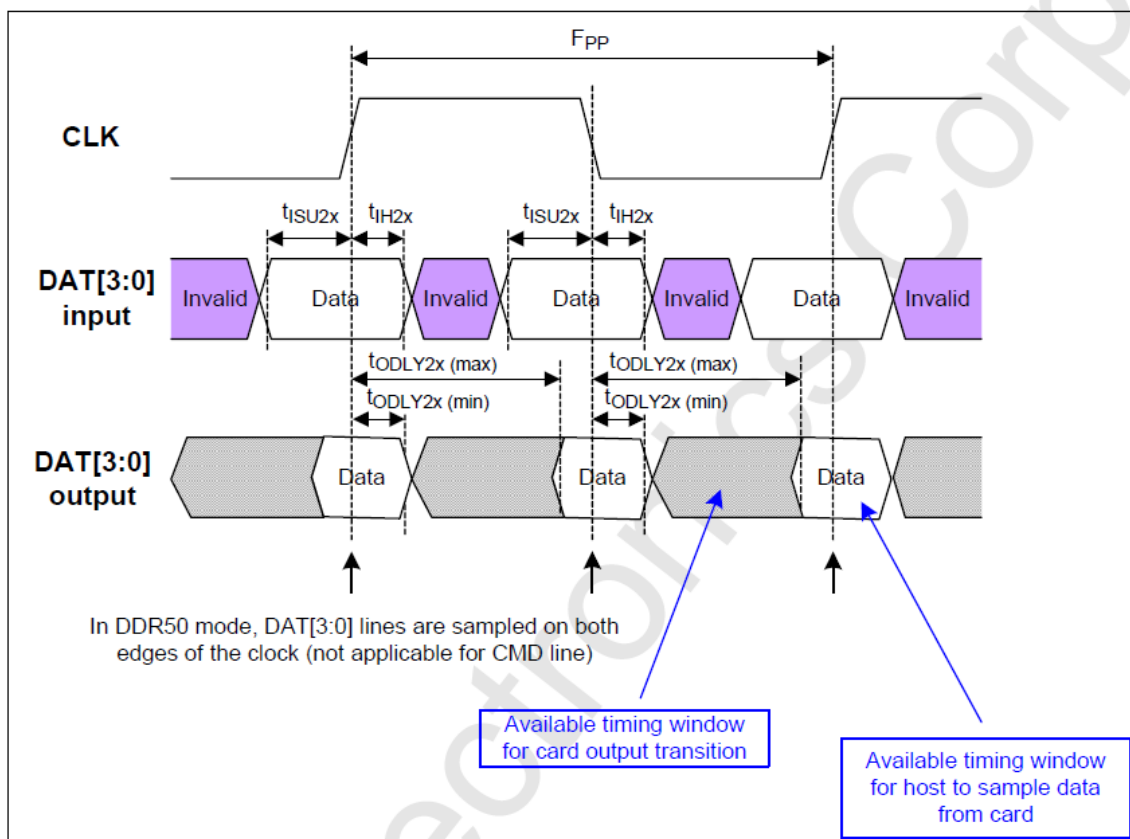 FPP
CLK
tISU2x tIH2x tISU2x tIH2x
DAT[3:0]
input
Invalid Data Invalid Data Invalid Data Invalid
tODLY2x (max) tODLY2x (max)
tODLY2x (min) tODLY2x (min)
DAT[3:0]
output
Data Data Data
In DDR50 mode, DAT[3:0] lines are sampled on both
edges of the clock (not applicable for CMD line)
Available timing window
for card output transition
Available timing window
for host to sample data
from card
ectronics Corp